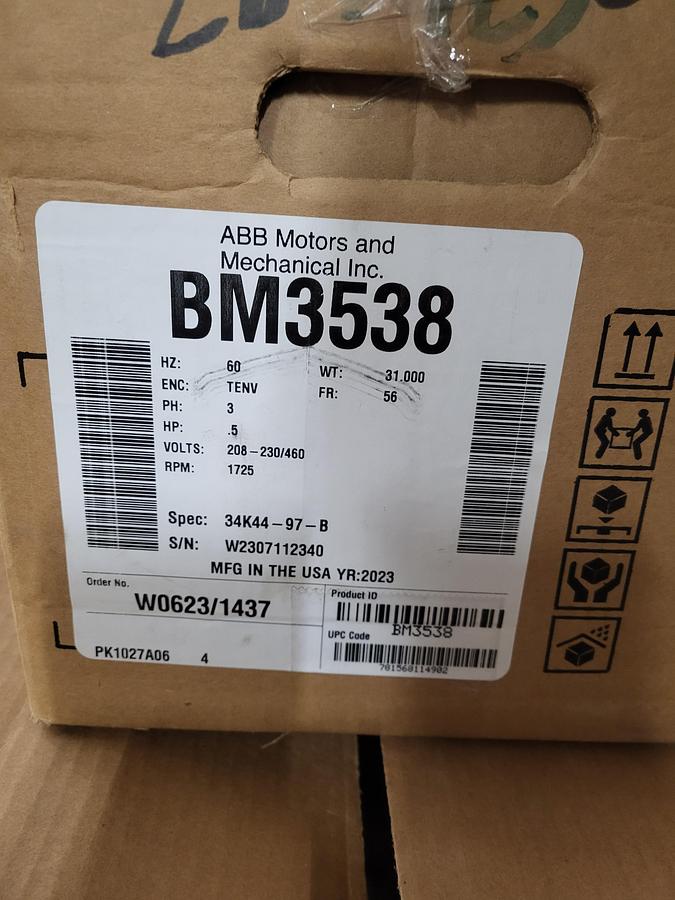 ABB Motors and
Mechanical Inc.
BM3538
HZ: 60
WT: 31.000
ENC: TENV
FR: 56
PH: 3
HP: .5
VOLTS: 208-230/460
RPM: 1725
Spec: 34K44-97-B
S/N: W2307112340
MFG IN THE USA YR:2023
Order No.
W0623/1437
Product ID
BM3538
UPC Code
781568114902
PK1027A06 4